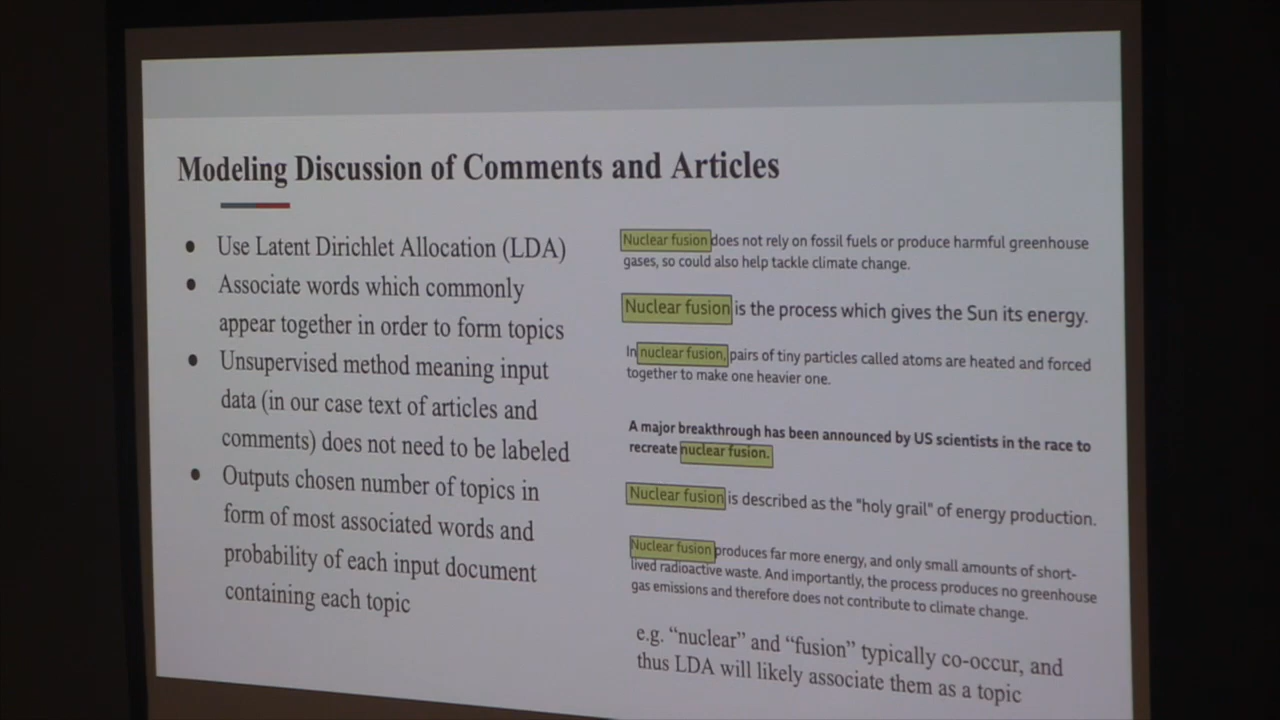 Modeling Discussion of Comments and Articles
● Use Latent Dirichlet Allocation (LDA)
● Associate words which commonly
appear together in order to form topics
● Unsupervised method meaning input
data (in our case text of articles and
comments) does not need to be labeled
● Outputs chosen number of topics in
form of most associated words and
probability of each input document
containing each topic
Nuclear fusion does not rely on fossil fuels or produce harmful greenhouse
gases, so could also help tackle climate change.
Nuclear fusion is the process which gives the Sun its energy.
In nuclear fusion, pairs of tiny particles called atoms are heated and forced
together to make one heavier one.
A major breakthrough has been announced by US scientists in the race to
recreate nuclear fusion.
Nuclear fusion is described as the "holy grail" of energy production.
Nuclear fusion produces far more energy, and only small amounts of short-
lived radioactive waste. And importantly, the process produces no greenhouse
gas emissions and therefore does not contribute to climate change.
e.g. “nuclear” and “fusion” typically co-occur, and
thus LDA will likely associate them as a topic